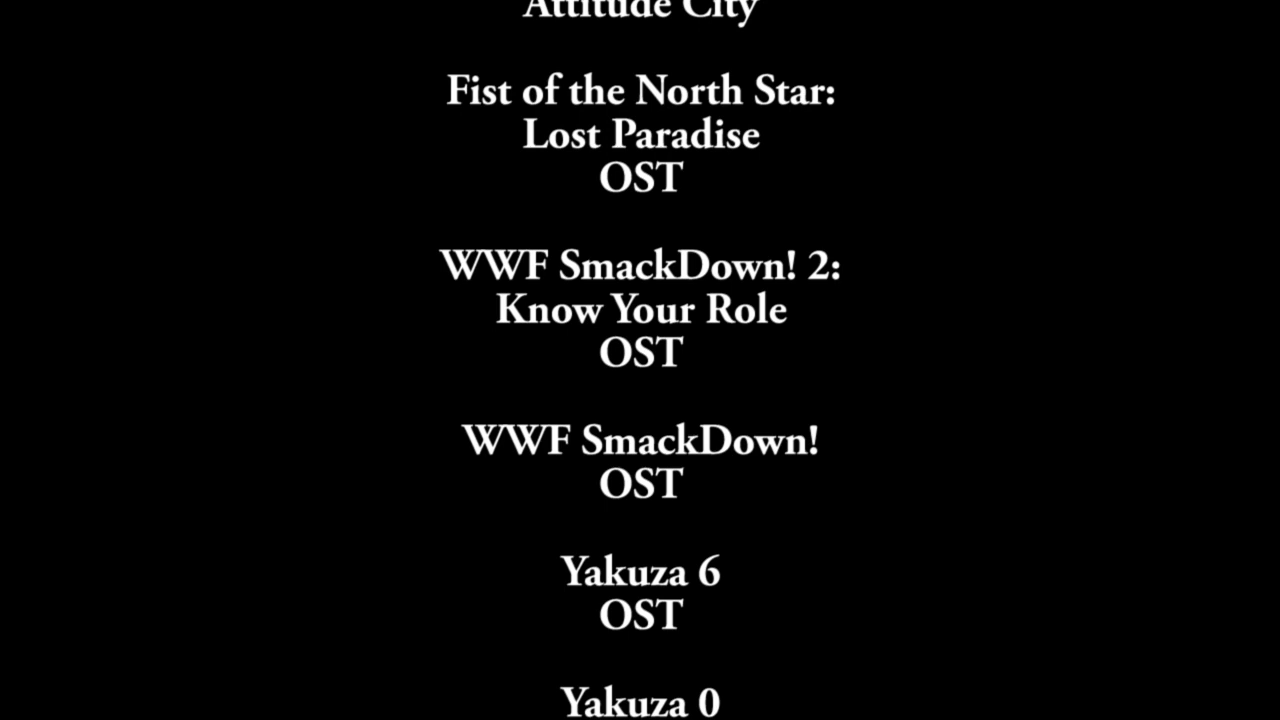 Attitude City
Fist of the North Star:
Lost Paradise
OST
WWF SmackDown! 2:
Know Your Role
OST
WWF SmackDown!
OST
Yakuza 6
OST
Yakuza 0